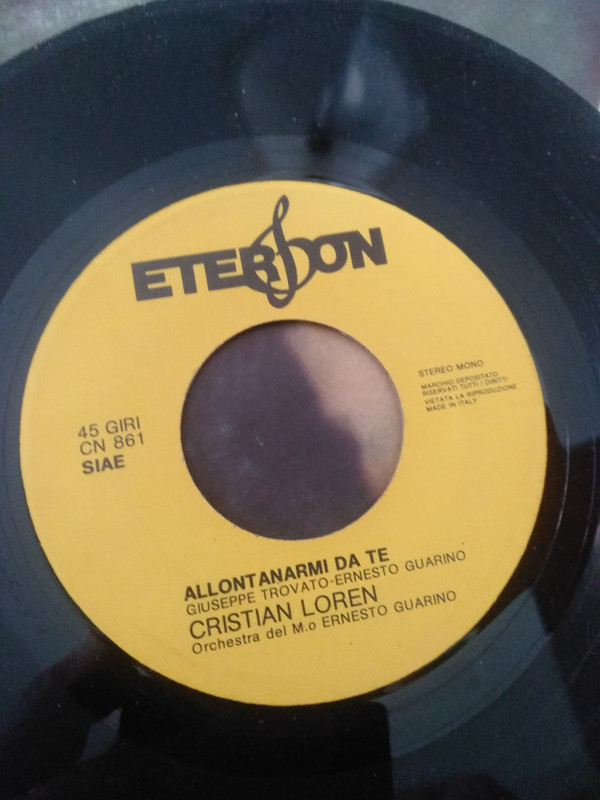 ETERSON
45 GIRI
CN 861
SIAE
STEREO MONO
MARCHIO DEPOSITATO
RISERVATI TUTTI I DIRITTI
VIETATA LA RIPRODUZIONE
MADE IN ITALY
ALLONTANARMI DA TE
GIUSEPPE TROVATO-ERNESTO GUARINO
CRISTIAN LOREN
Orchestra del M.o ERNESTO GUARINO